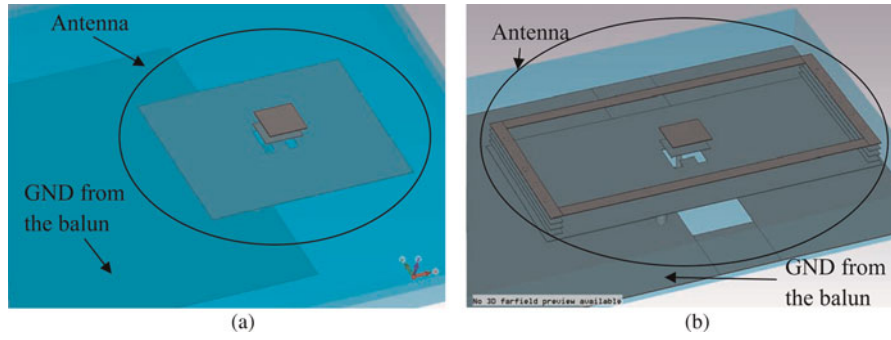 Antenna
GND from
the balun
(a)
Antenna
GND from
the balun
No 3D farfield preview available
(b)